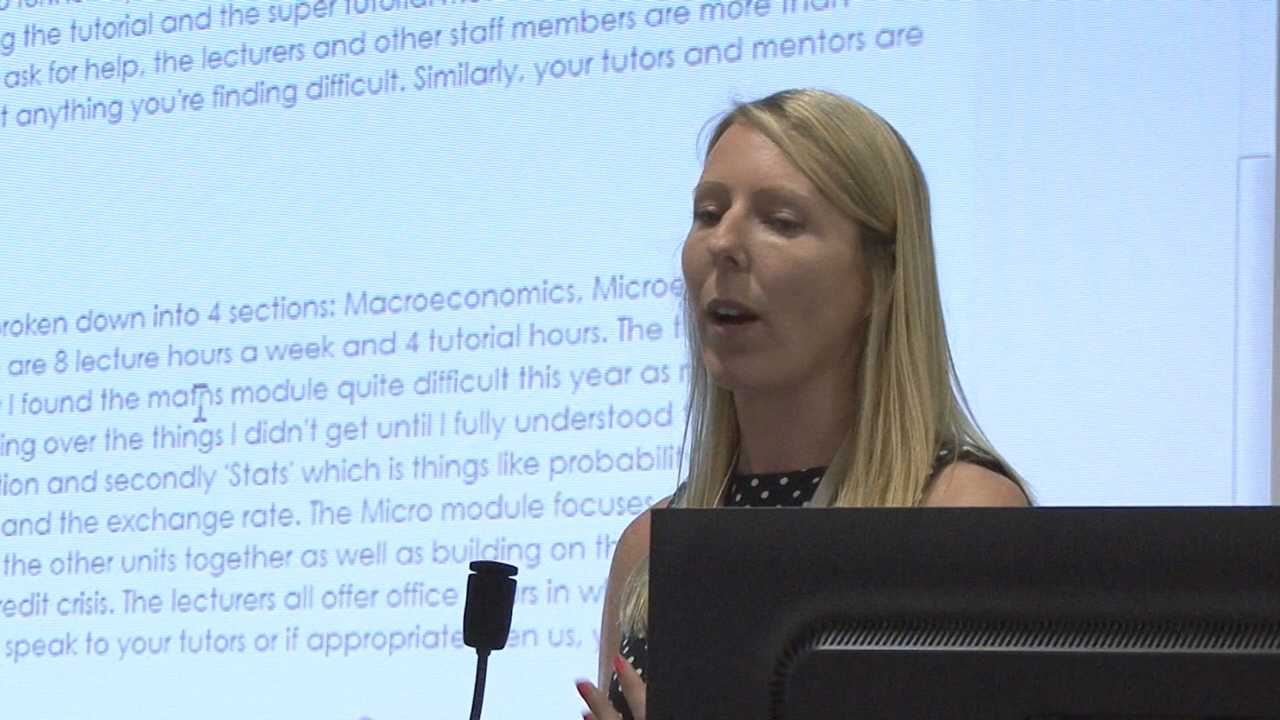 g the tutorial and the super tutorial
ask for help, the lecturers and other staff members are more than
t anything you're finding difficult. Similarly, your tutors and mentors are
roken down into 4 sections: Macroeconomics, Microe
are 8 lecture hours a week and 4 tutorial hours. The f
I found the maths module quite difficult this year as
ing over the things I didn't get until I fully understood
tion and secondly 'Stats' which is things like probabilit
and the exchange rate. The Micro module focuses
the other units together as well as building on th
redit crisis. The lecturers all offer office in w
speak to your tutors or if appropriate us,